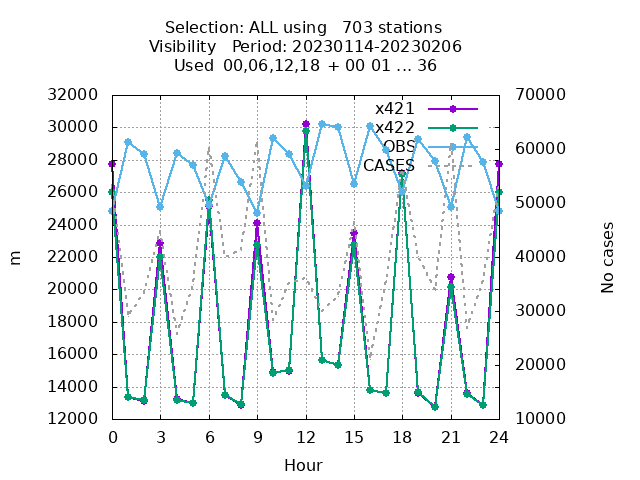 Selection: ALL using   703 stations
Visibility   Period: 20230114-20230206
Used  00,06,12,18 + 00 01 ... 36
32000
30000
28000
26000
24000
22000
20000
18000
16000
14000
12000
70000
60000
50000
40000
30000
20000
10000
x421
x422
OBS
CASES
m
No cases
0 3 6 9 12 15 18 21 24
Hour